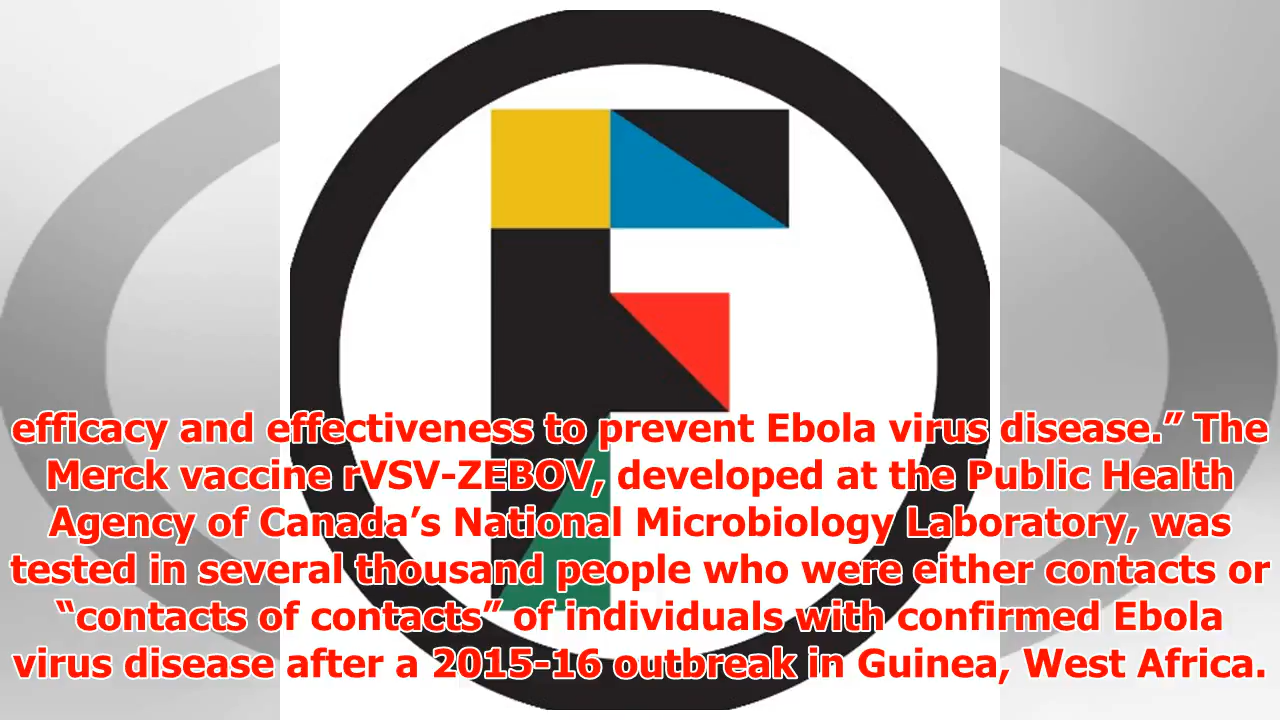 efficacy and effectiveness to prevent Ebola virus disease.” The
Merck vaccine rVSV-ZEBOV, developed at the Public Health
Agency of Canada’s National Microbiology Laboratory, was
tested in several thousand people who were either contacts or
“contacts of contacts” of individuals with confirmed Ebola
virus disease after a 2015-16 outbreak in Guinea, West Africa.